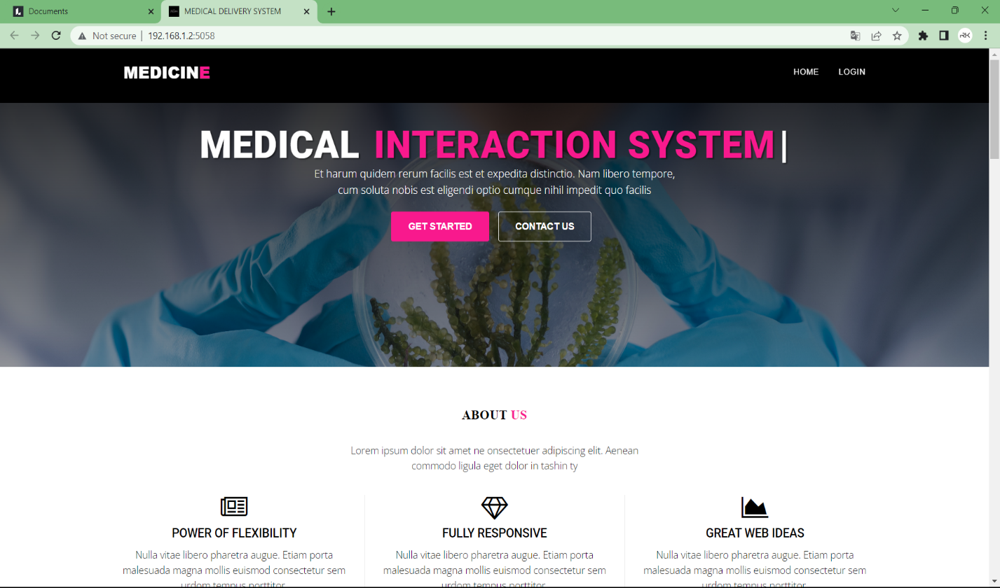 Documents
MEDICAL DELIVERY SYSTEM
Not secure | 192.168.1.2:5058
RK
MEDICINE
HOME LOGIN
MEDICAL INTERACTION SYSTEM|
Et harum quidem rerum facilis est et expedita distinctio. Nam libero tempore,
cum soluta nobis est eligendi optio cumque nihil impedit quo facilis
GET STARTED CONTACT US
ABOUT US
Lorem ipsum dolor sit amet ne onsectetuer adipiscing elit. Aenean
commodo ligula eget dolor in tashin ty
POWER OF FLEXIBILITY
Nulla vitae libero pharetra augue. Etiam porta
malesuada magna mollis euismod consectetur sem
urdom tempus porttitor.
FULLY RESPONSIVE
Nulla vitae libero pharetra augue. Etiam porta
malesuada magna mollis euismod consectetur sem
urdom tempus porttitor.
GREAT WEB IDEAS
Nulla vitae libero pharetra augue. Etiam porta
malesuada magna mollis euismod consectetur sem
urdom tempus porttitor.